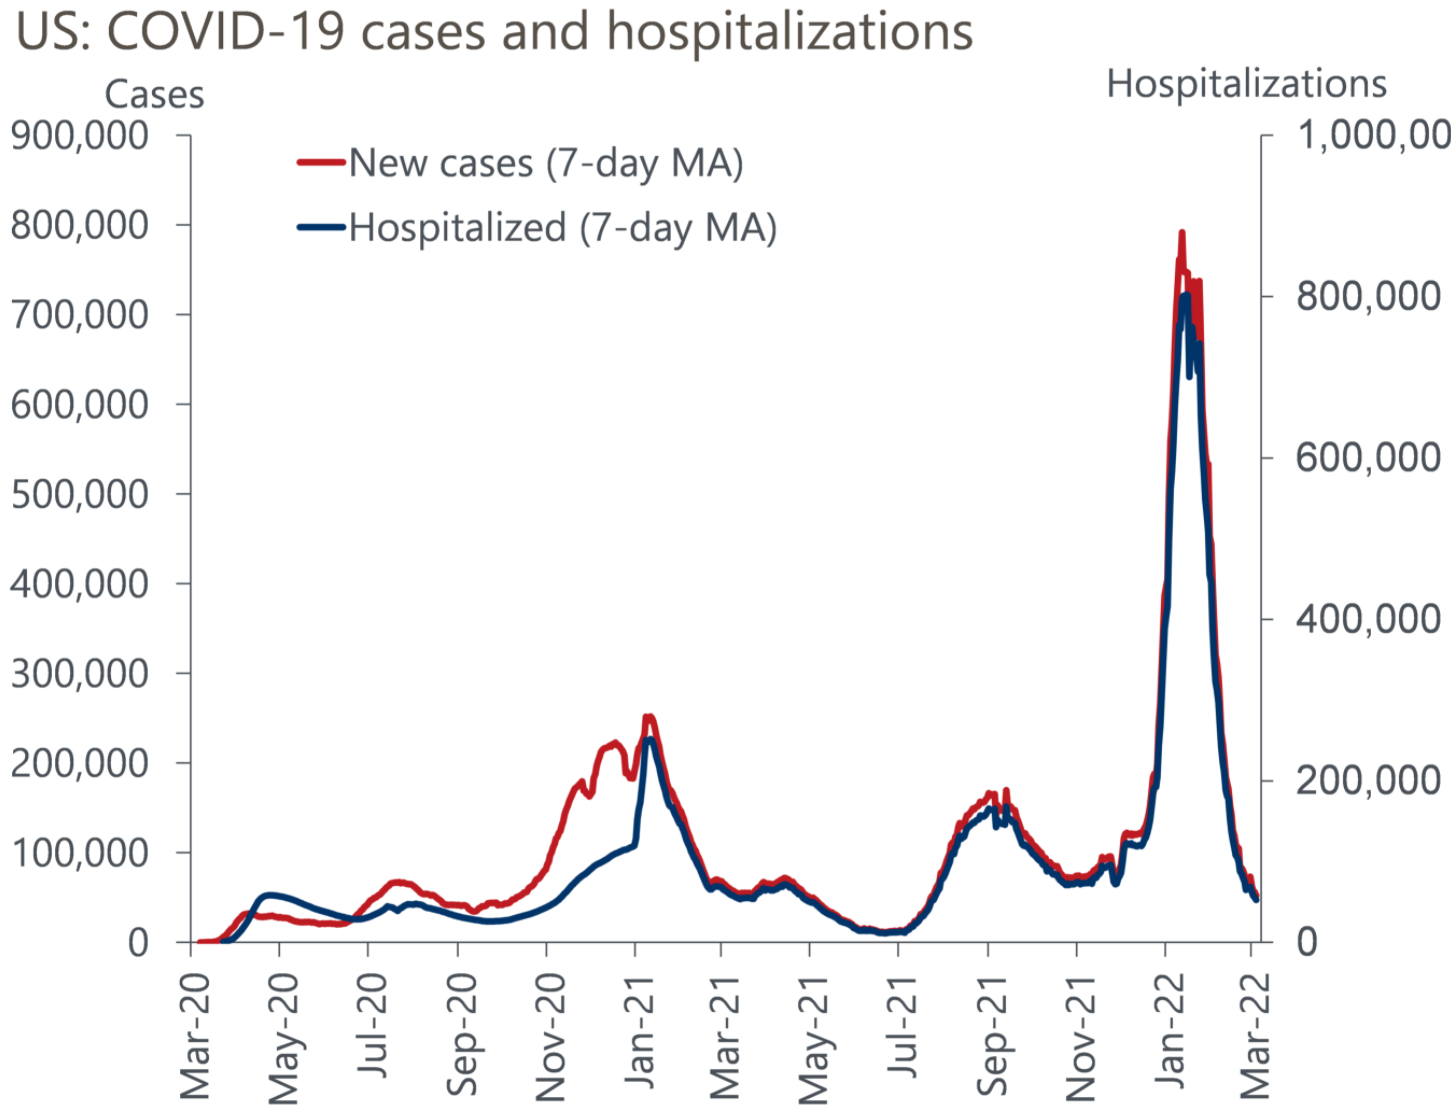 US: COVID-19 cases and hospitalizations
Cases
Hospitalizations
900,000
800,000
700,000
600,000
500,000
400,000
300,000
200,000
100,000
0
New cases (7-day MA)
Hospitalized (7-day MA)
1,000,00
800,000
600,000
400,000
200,000
0
Mar-20
May-20
Jul-20
Sep-20
Nov-20
Jan-21
Mar-21
May-21
Jul-21
Sep-21
Nov-21
Jan-22
Mar-22